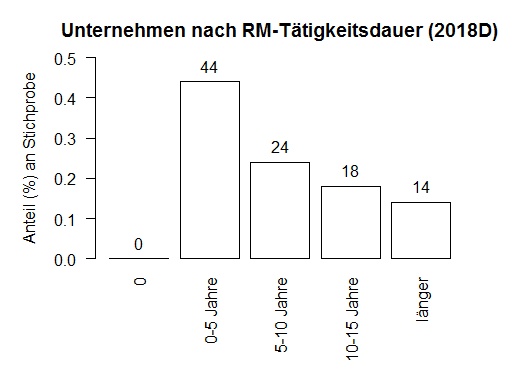 Unternehmen nach RM-Tätigkeitsdauer (2018D)
Anteil (%) an Stichprobe
0.5
0.4
0.3
0.2
0.1
0.0
0
44
24
18
14
0
0-5 Jahre
5-10 Jahre
10-15 Jahre
länger